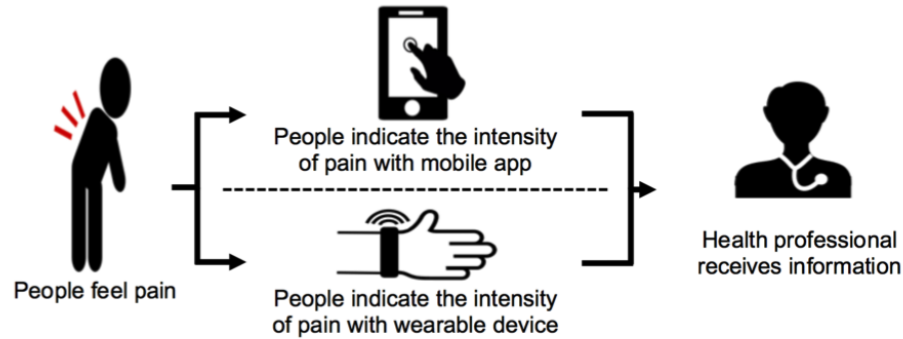 People feel pain
People indicate the intensity
of pain with mobile app
People indicate the intensity
of pain with wearable device
Health professional
receives information